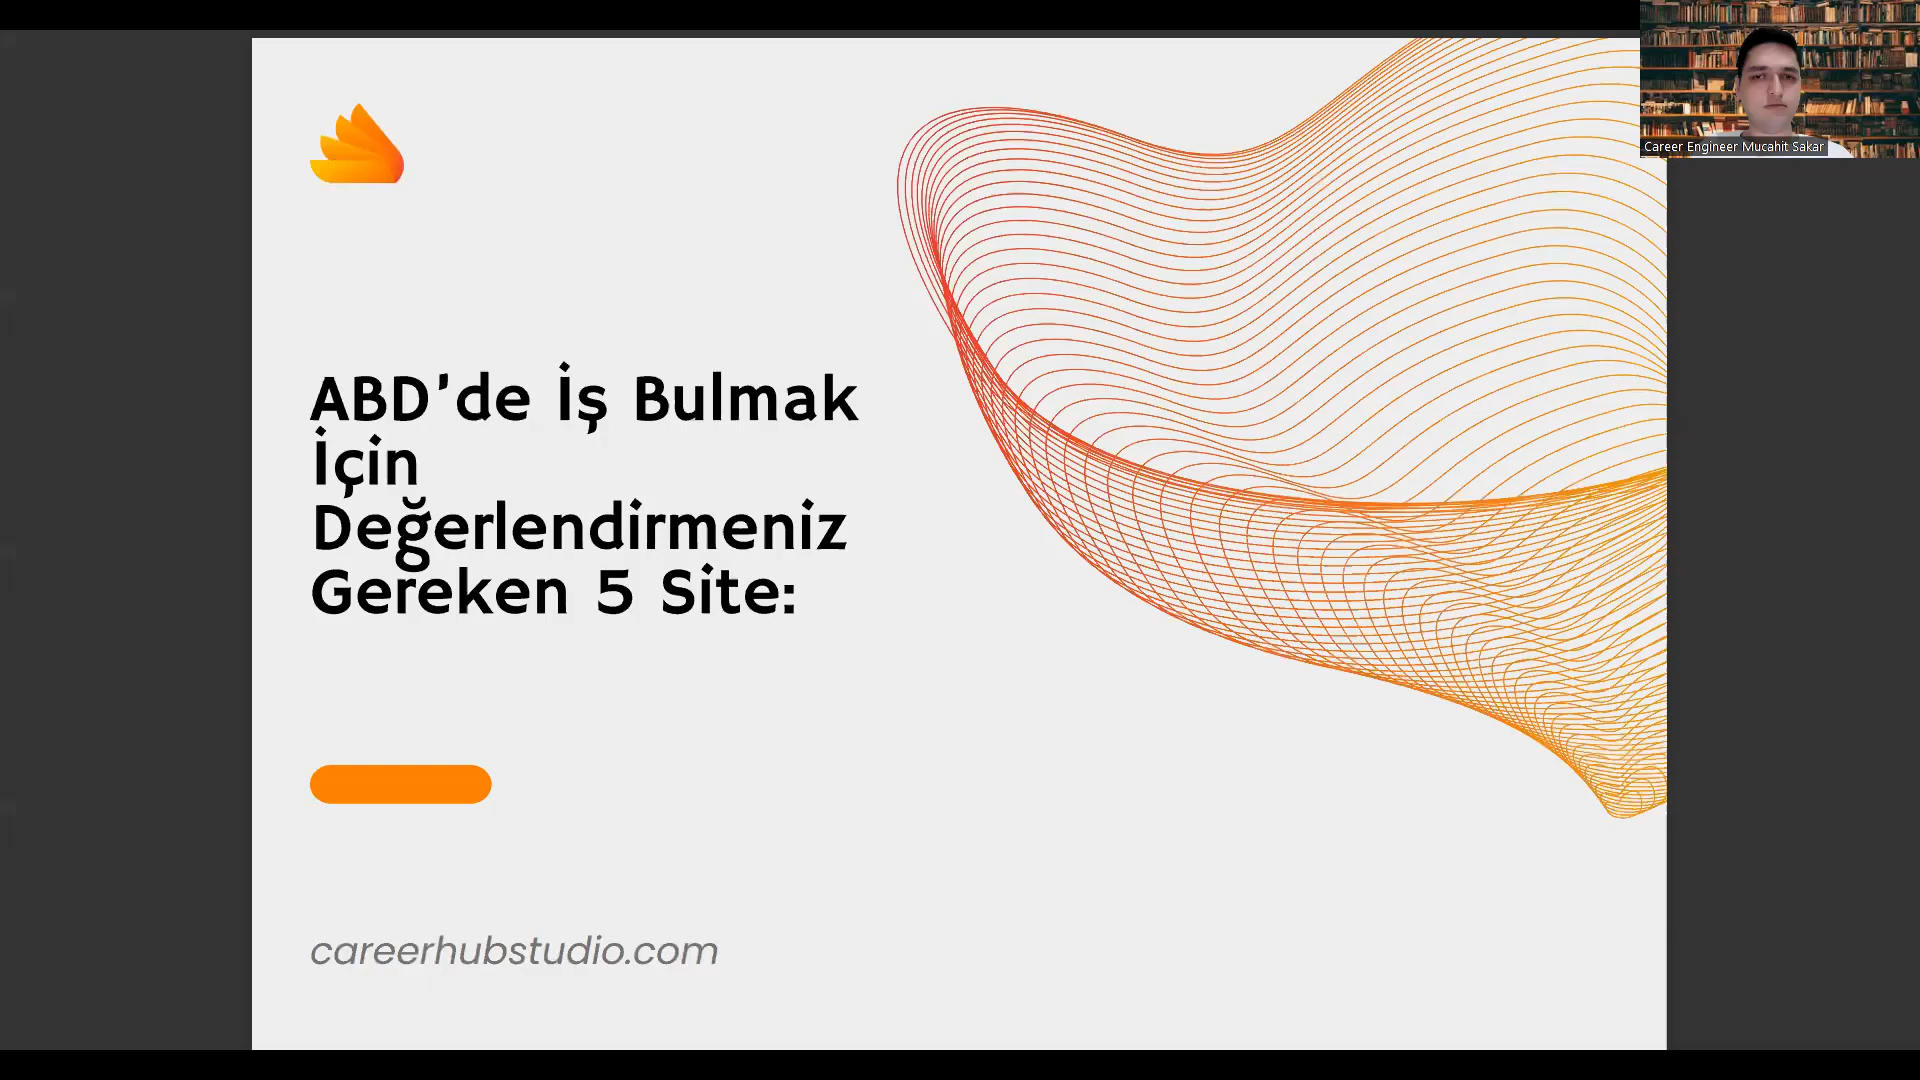 Career Engineer Mucahit Sakar
ABD'de İş Bulmak
İçin
Değerlendirmeniz
Gereken 5 Site:
careerhubstudio.com